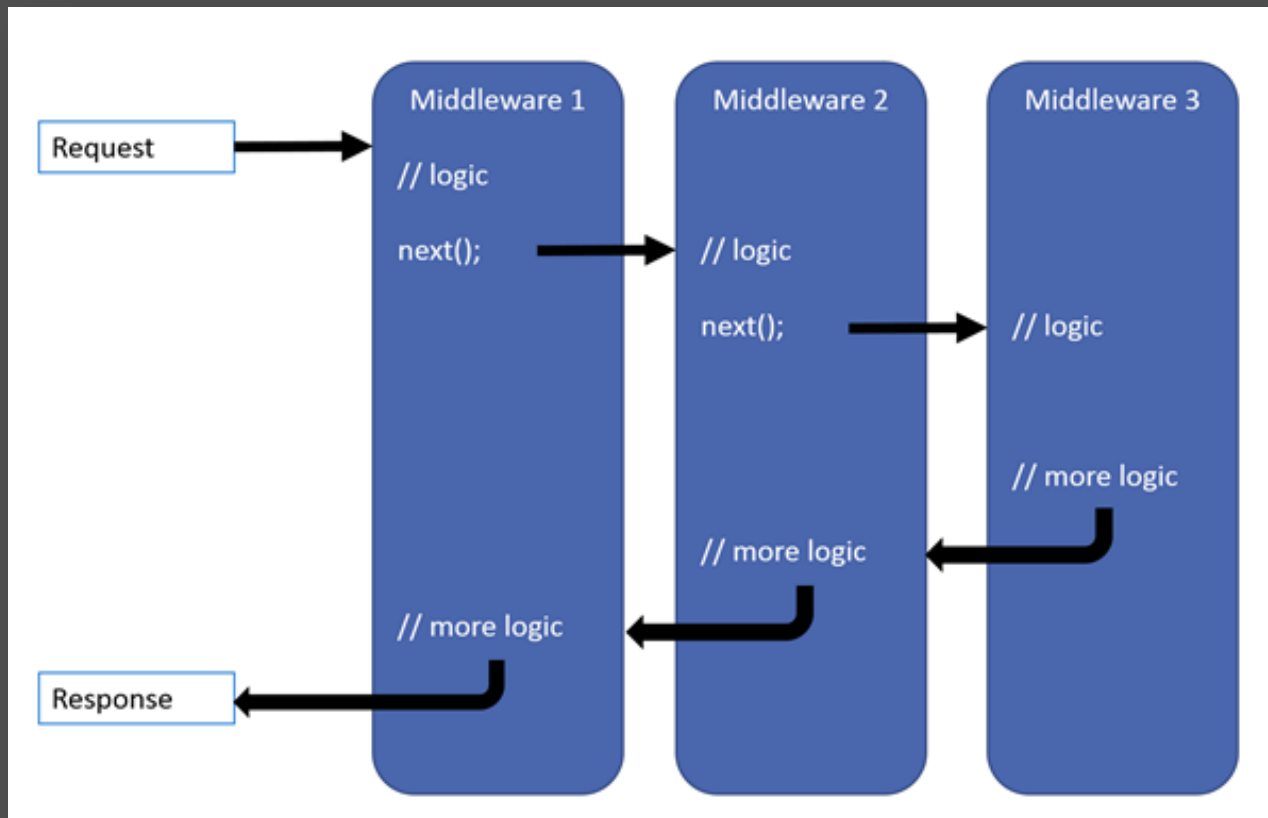 Middleware 1
Middleware 2
Middleware 3
Request
// logic
next();
// logic
next();
// logic
// more logic
// more logic
// more logic
Response